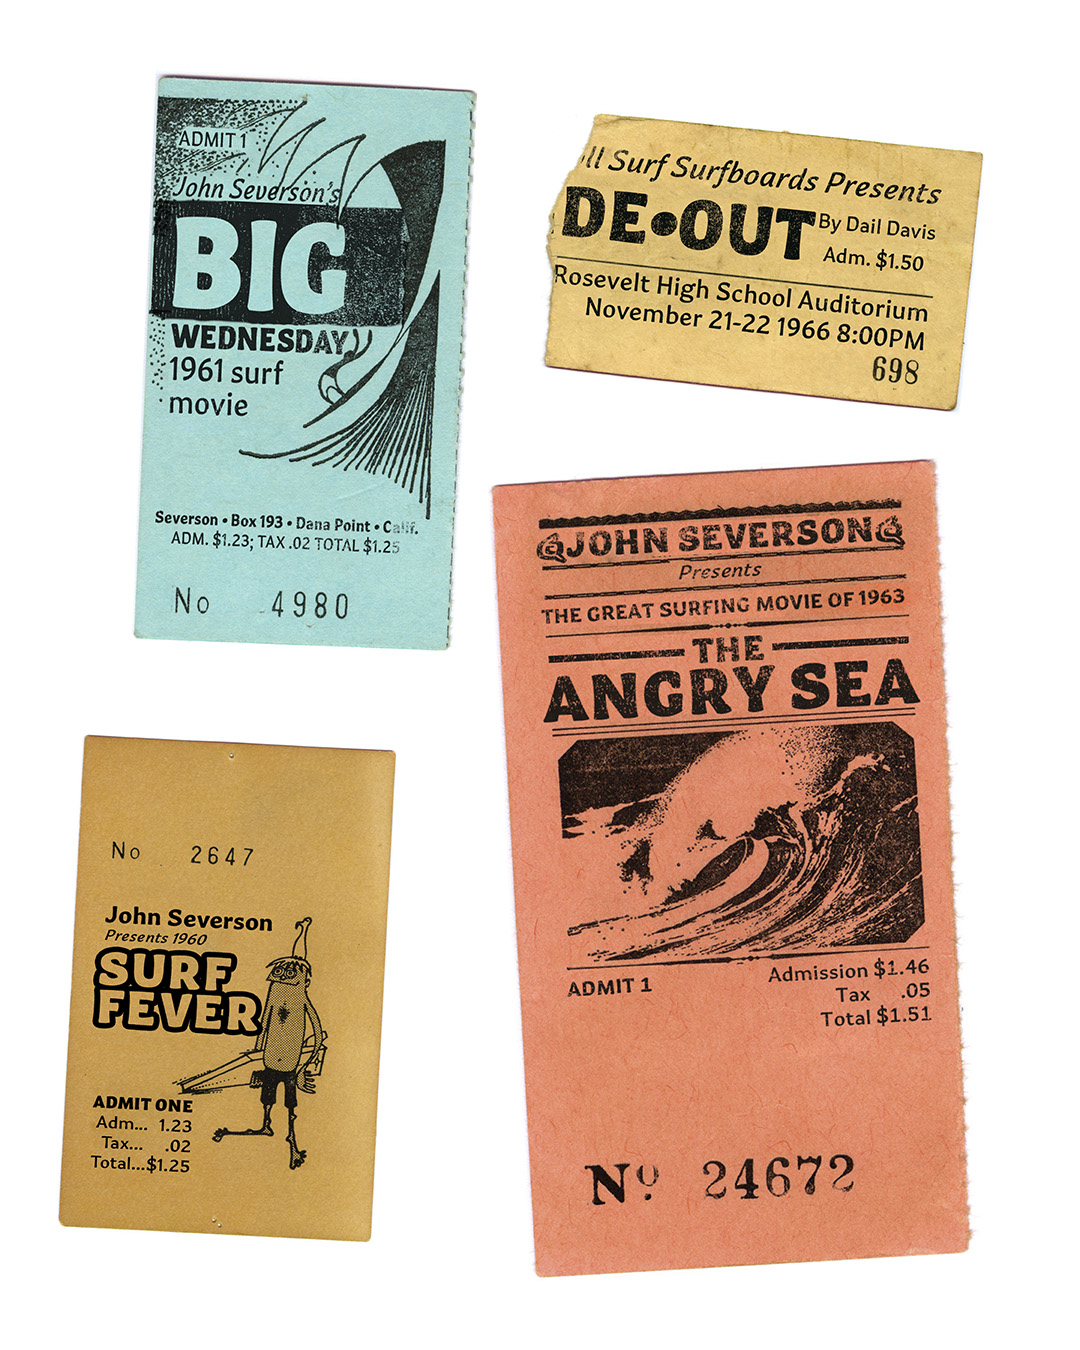 ADMIT 1
John Severson's
BIG
WEDNESDAY
1961 surf
movie
Severson • Box 193 • Dana Point • Calif.
ADM. $1.23; TAX .02 TOTAL $1.25
No 4980
ll Surf Surfboards Presents
DE•OUT By Dail Davis
Adm. $1.50
Rosevelt High School Auditorium
November 21-22 1966 8:00PM
698
JOHN SEVERSON
Presents
THE GREAT SURFING MOVIE OF 1963
THE
ANGRY SEA
ADMIT 1
Admission $1.46
Tax .05
Total $1.51
No 24672
No 2647
John Severson
Presents 1960
SURF
FEVER
ADMIT ONE
Adm... 1.23
Tax... .02
Total...$1.25